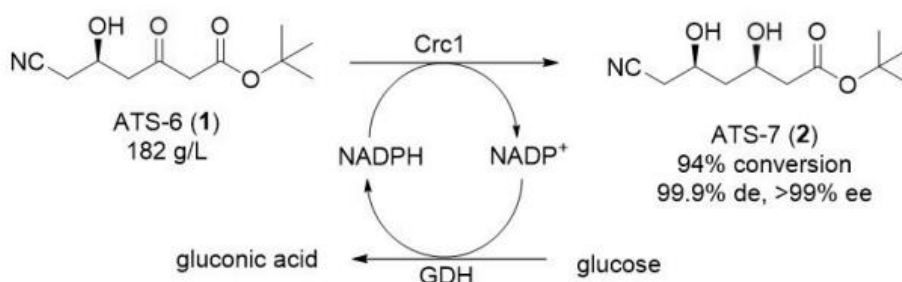 OH O O
NC O
ATS-6 (1)
182 g/L
Crc1
NADPH NADP⁺
gluconic acid GDH glucose
OH OH O
NC O
ATS-7 (2)
94% conversion
99.9% de, >99% ee